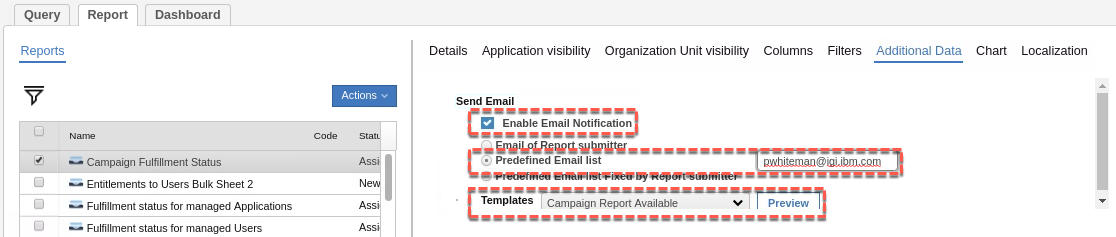 Query Report Dashboard
Reports
Details Application visibility Organization Unit visibility Columns Filters Additional Data Chart Localization
Actions
Name Code Statu
Campaign Fulfillment Status Assi
Entitlements to Users Bulk Sheet 2 New
Fulfillment status for managed Applications Assi
Fulfillment status for managed Users Assi
Send Email
Enable Email Notification
Email of Report submitter
Predefined Email list pwhiteman@igi.ibm.com
Predefined Email list Fixed by Report submitter
Templates Campaign Report Available Preview